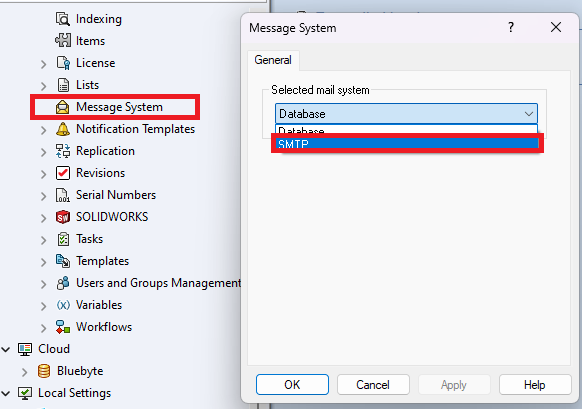 Indexing
Items
License
Lists
Message System
Notification Templates
Replication
Revisions
Serial Numbers
SOLIDWORKS
Tasks
Templates
Users and Groups Management
Variables
Workflows
Cloud
Bluebyte
Local Settings
Message System
General
Selected mail system
Database
Database
SMTP
OK
Cancel
Apply
Help